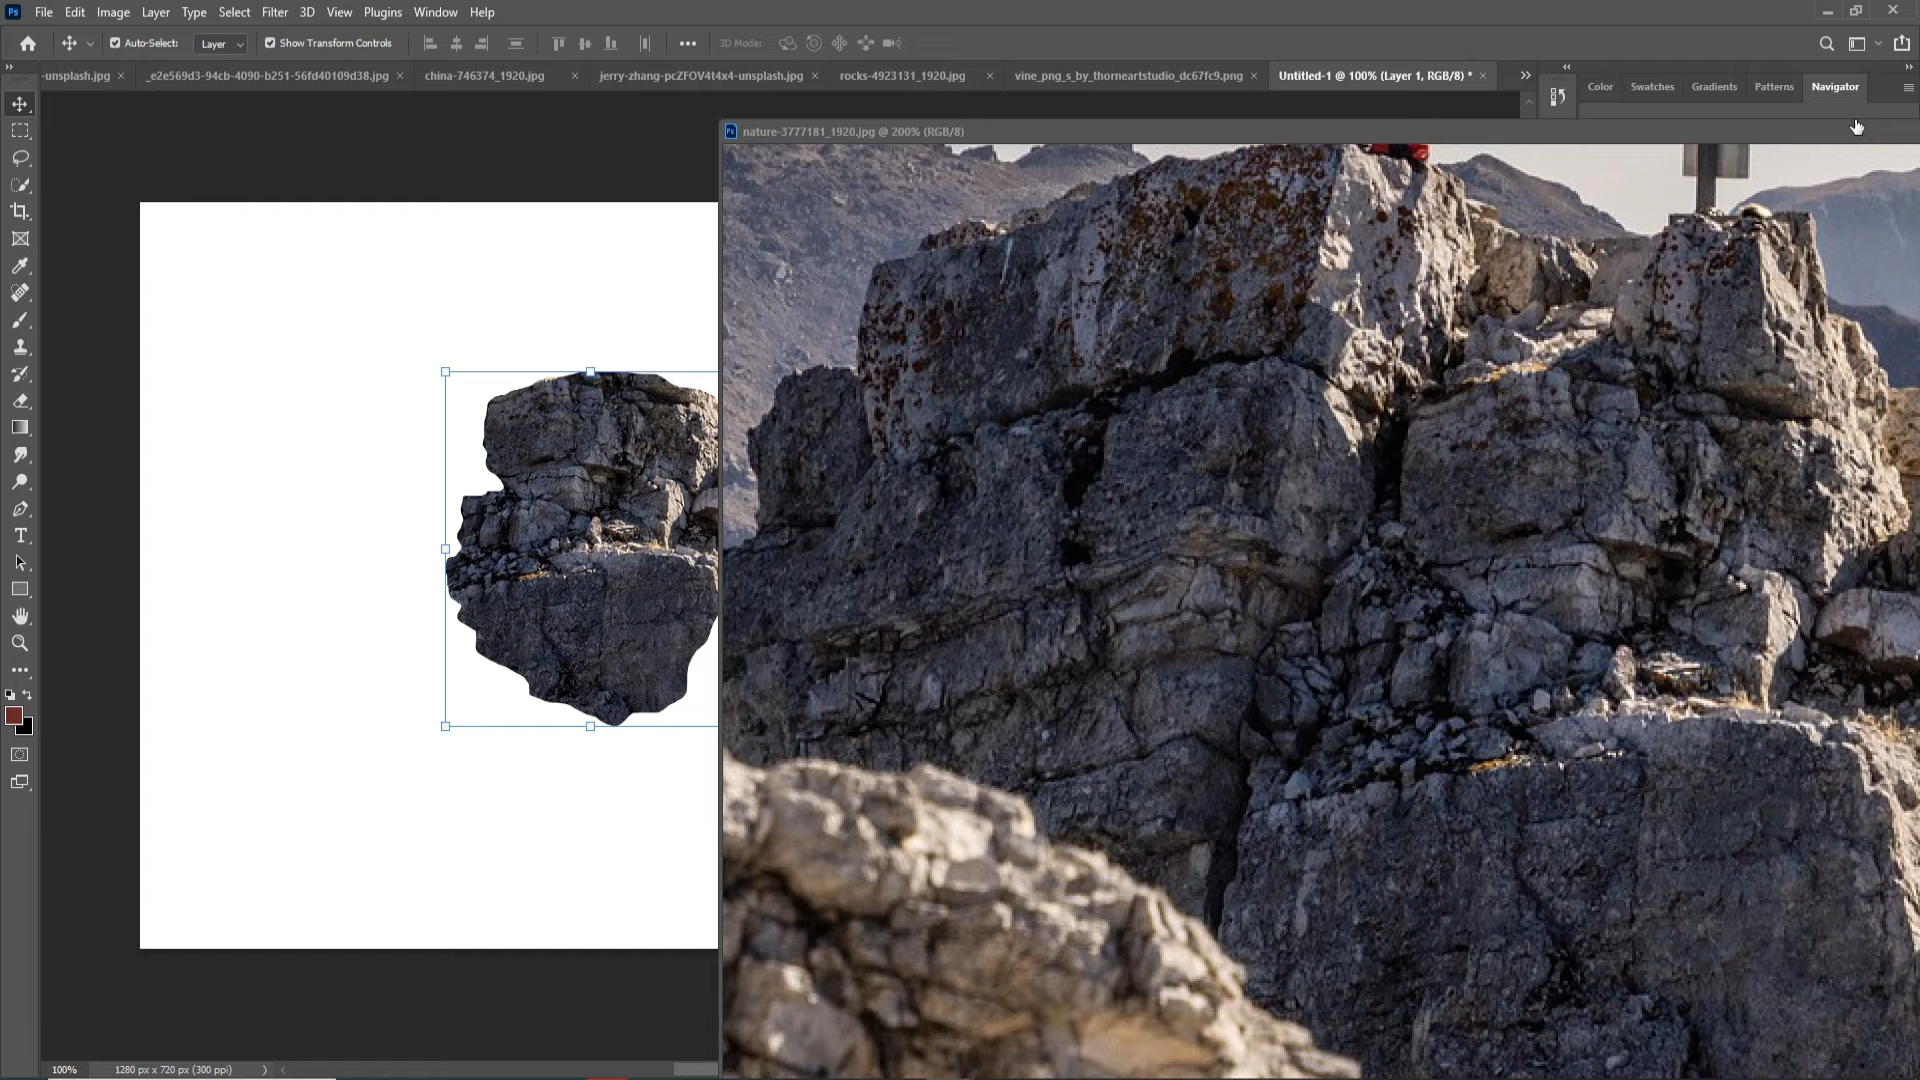 Ps File Edit Image Layer Type Select Filter 3D View Plugins Window Help
Auto-Select: Layer Show Transform Controls 3D Mode:
-unsplash.jpg _e2e569d3-94cb-4090-b251-56fd40109d38.jpg china-746374_1920.jpg jerry-zhang-pcZFOV4t4x4-unsplash.jpg rocks-4923131_1920.jpg vine_png_s_by_thorneartstudio_dc67fc9.png Untitled-1 @ 100% (Layer 1, RGB/8) *
Color Swatches Gradients Patterns Navigator
Ps nature-3777181_1920.jpg @ 200% (RGB/8)
100% 1280 px x 720 px (300 ppi)